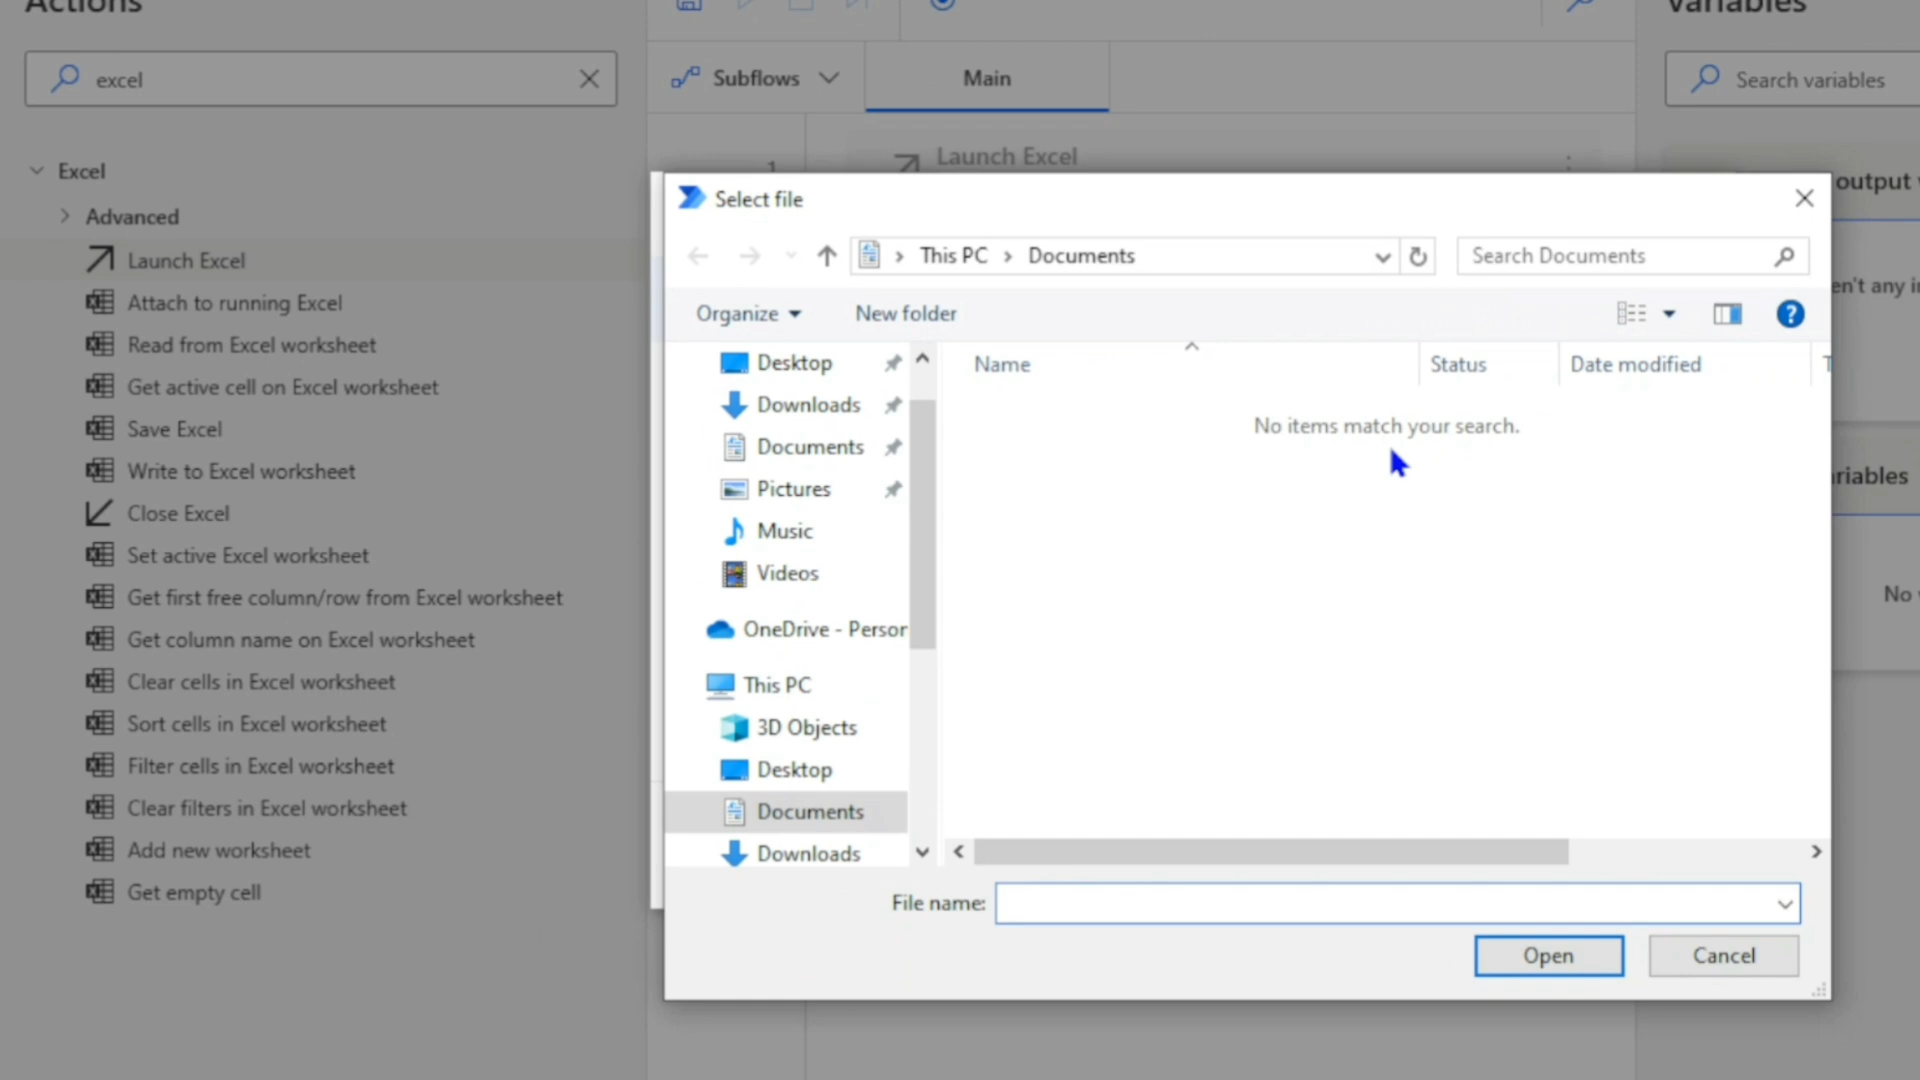 Actions
excel
Excel
Advanced
Launch Excel
Attach to running Excel
Read from Excel worksheet
Get active cell on Excel worksheet
Save Excel
Write to Excel worksheet
Close Excel
Set active Excel worksheet
Get first free column/row from Excel worksheet
Get column name on Excel worksheet
Clear cells in Excel worksheet
Sort cells in Excel worksheet
Filter cells in Excel worksheet
Clear filters in Excel worksheet
Add new worksheet
Get empty cell
Subflows
Main
1
Launch Excel
Variables
Search variables
output
en't any i
riables
No
Select file
This PC > Documents
Search Documents
Organize
New folder
Desktop
Downloads
Documents
Pictures
Music
Videos
OneDrive - Person
This PC
3D Objects
Desktop
Documents
Downloads
Name
Status
Date modified
No items match your search.
File name:
Open
Cancel